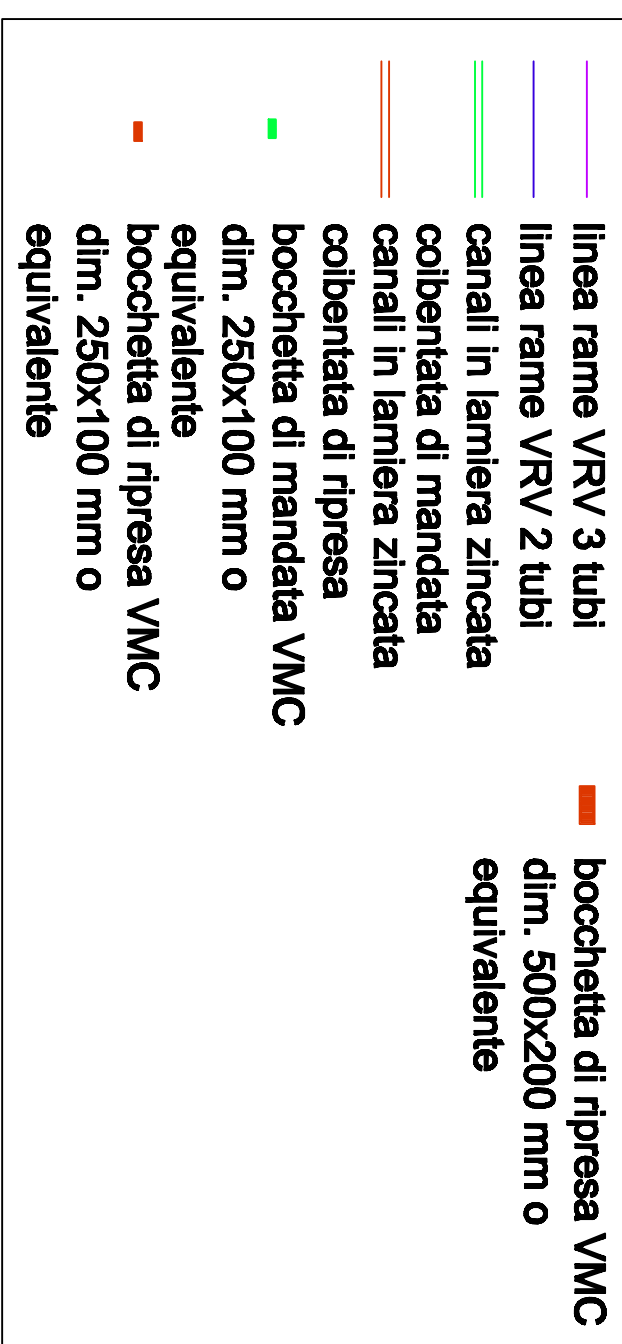 linea rame VRV 3 tubi
linea rame VRV 2 tubi
canali in lamiera zincata
coibentata di mandata
canali in lamiera zincata
coibentata di ripresa
bocchetta di mandata VMC
dim. 250x100 mm o
equivalente
bocchetta di ripresa VMC
dim. 250x100 mm o
equivalente
bocchetta di ripresa VMC
dim. 500x200 mm o
equivalente